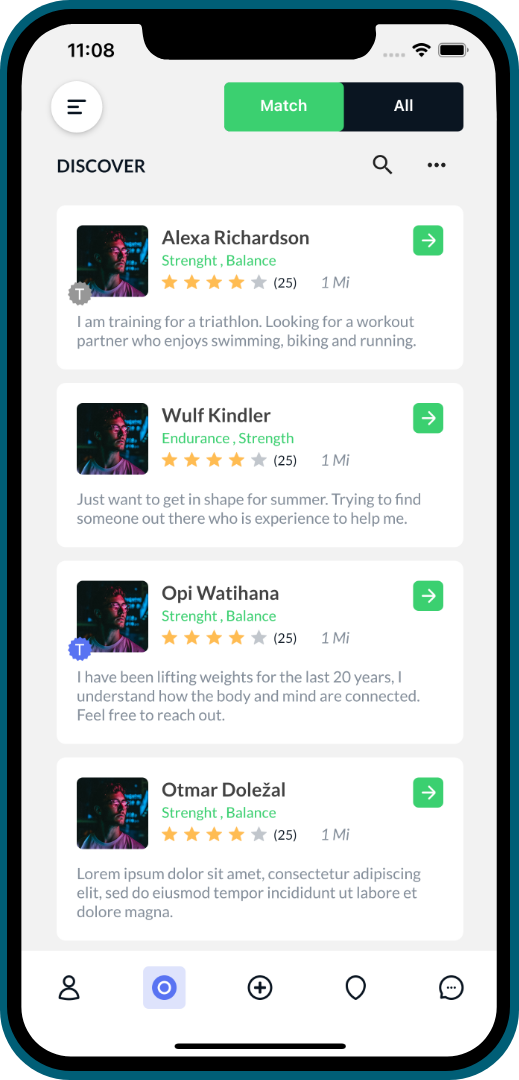 11:08
Match All
DISCOVER
Alexa Richardson
Strenght , Balance
(25) 1 Mi
T
I am training for a triathlon. Looking for a workout
partner who enjoys swimming, biking and running.
Wulf Kindler
Endurance , Strength
(25) 1 Mi
Just want to get in shape for summer. Trying to find
someone out there who is experience to help me.
Opi Watihana
Strenght , Balance
(25) 1 Mi
T
I have been lifting weights for the last 20 years, I
understand how the body and mind are connected.
Feel free to reach out.
Otmar Doležal
Strenght , Balance
(25) 1 Mi
Lorem ipsum dolor sit amet, consectetur adipiscing
elit, sed do eiusmod tempor incididunt ut labore et
dolore magna.